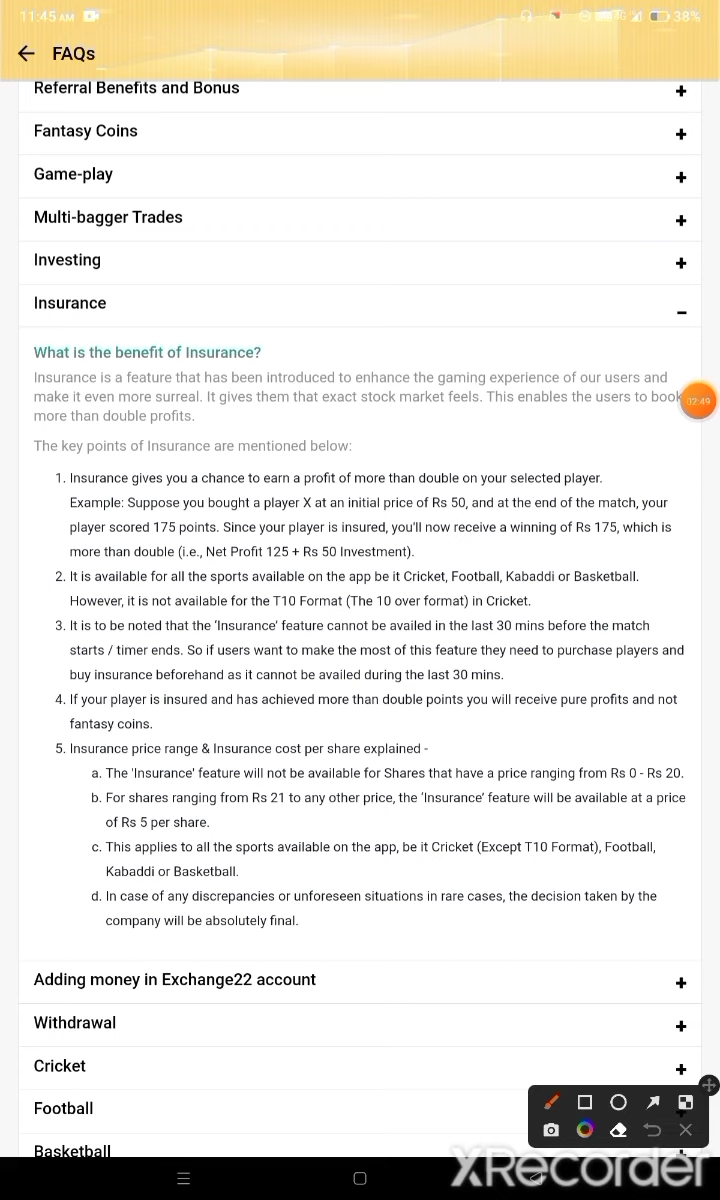 11:45 AM
38%
← FAQs
Referral Benefits and Bonus +
Fantasy Coins +
Game-play +
Multi-bagger Trades +
Investing +
Insurance −
What is the benefit of Insurance?
Insurance is a feature that has been introduced to enhance the gaming experience of our users and
make it even more surreal. It gives them that exact stock market feels. This enables the users to book
02:49
more than double profits.
The key points of Insurance are mentioned below:
1. Insurance gives you a chance to earn a profit of more than double on your selected player.
Example: Suppose you bought a player X at an initial price of Rs 50, and at the end of the match, your
player scored 175 points. Since your player is insured, you'll now receive a winning of Rs 175, which is
more than double (i.e., Net Profit 125 + Rs 50 Investment).
2. It is available for all the sports available on the app be it Cricket, Football, Kabaddi or Basketball.
However, it is not available for the T10 Format (The 10 over format) in Cricket.
3. It is to be noted that the ‘Insurance’ feature cannot be availed in the last 30 mins before the match
starts / timer ends. So if users want to make the most of this feature they need to purchase players and
buy insurance beforehand as it cannot be availed during the last 30 mins.
4. If your player is insured and has achieved more than double points you will receive pure profits and not
fantasy coins.
5. Insurance price range & Insurance cost per share explained -
a. The 'Insurance' feature will not be available for Shares that have a price ranging from Rs 0 - Rs 20.
b. For shares ranging from Rs 21 to any other price, the ‘Insurance’ feature will be available at a price
of Rs 5 per share.
c. This applies to all the sports available on the app, be it Cricket (Except T10 Format), Football,
Kabaddi or Basketball.
d. In case of any discrepancies or unforeseen situations in rare cases, the decision taken by the
company will be absolutely final.
Adding money in Exchange22 account +
Withdrawal +
Cricket +
Football
Basketball
XRecorder